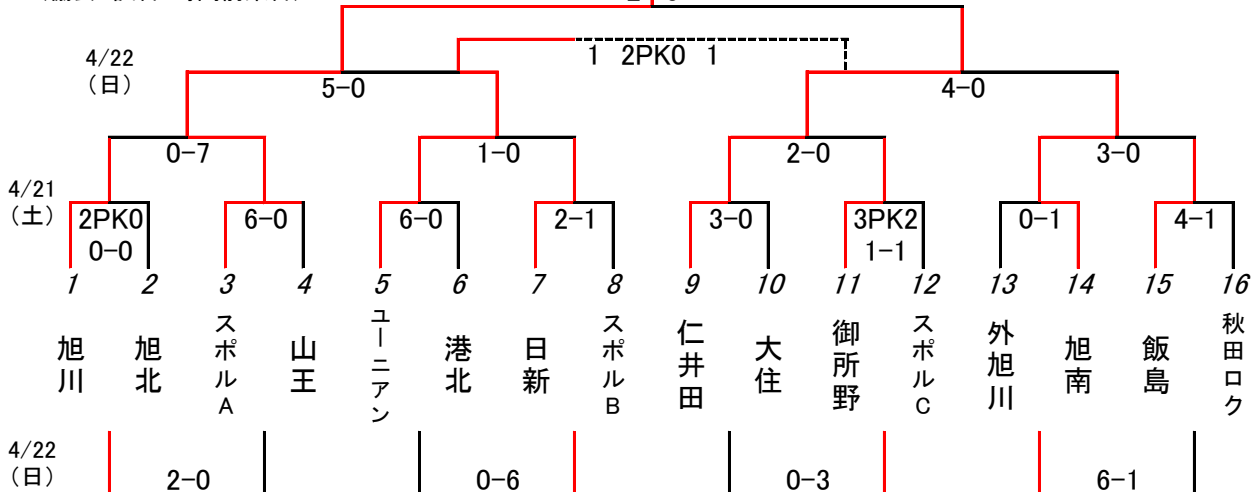 4/22
（日）
1 2PK0 1
5-0
4-0
0-7
1-0
2-0
3-0
4/21
（土）
2PK0
0-0
6-0
6-0
2-1
3-0
3PK2
1-1
0-1
4-1
1 2 3 4 5 6 7 8 9 10 11 12 13 14 15 16
旭川
旭北
スポルA
山王
ユーニアン
港北
日新
スポルB
仁井田
大住
御所野
スポルC
外旭川
旭南
飯島
秋田ロク
4/22
（日）
2-0
0-6
0-3
6-1